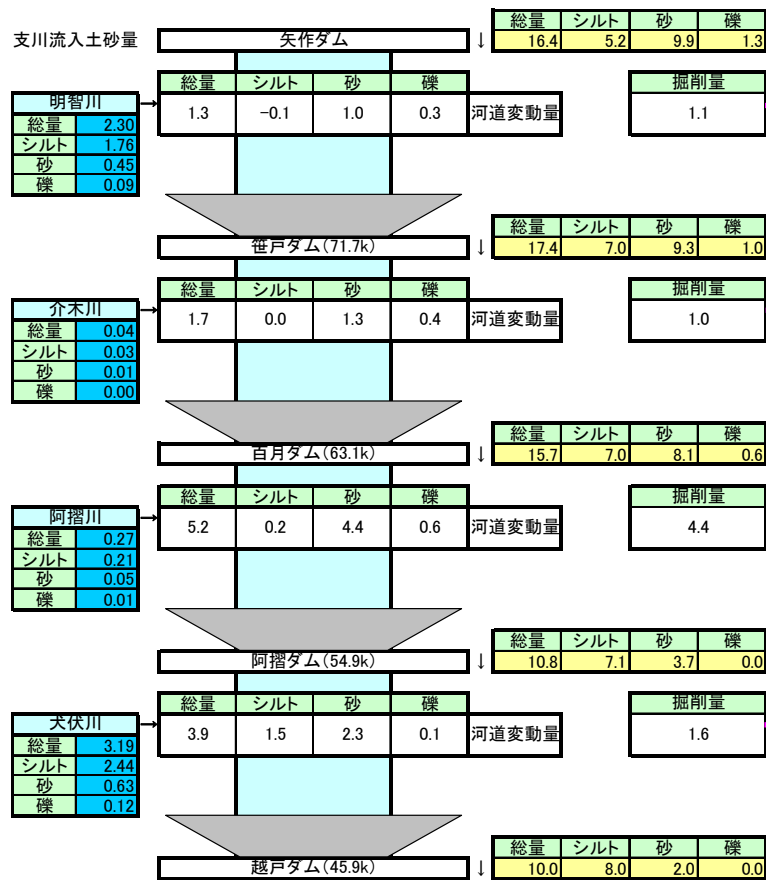 支川流入土砂量
矢作ダム
↓
総量 シルト 砂 礫
16.4 5.2 9.9 1.3
明智川
総量 2.30
シルト 1.76
砂 0.45
礫 0.09
→
総量 シルト 砂 礫
1.3 -0.1 1.0 0.3 河道変動量
掘削量
1.1
笹戸ダム(71.7k)
↓
総量 シルト 砂 礫
17.4 7.0 9.3 1.0
介木川
総量 0.04
シルト 0.03
砂 0.01
礫 0.00
→
総量 シルト 砂 礫
1.7 0.0 1.3 0.4 河道変動量
掘削量
1.0
百月ダム(63.1k)
↓
総量 シルト 砂 礫
15.7 7.0 8.1 0.6
阿摺川
総量 0.27
シルト 0.21
砂 0.05
礫 0.01
→
総量 シルト 砂 礫
5.2 0.2 4.4 0.6 河道変動量
掘削量
4.4
阿摺ダム(54.9k)
↓
総量 シルト 砂 礫
10.8 7.1 3.7 0.0
犬伏川
総量 3.19
シルト 2.44
砂 0.63
礫 0.12
→
総量 シルト 砂 礫
3.9 1.5 2.3 0.1 河道変動量
掘削量
1.6
越戸ダム(45.9k)
↓
総量 シルト 砂 礫
10.0 8.0 2.0 0.0